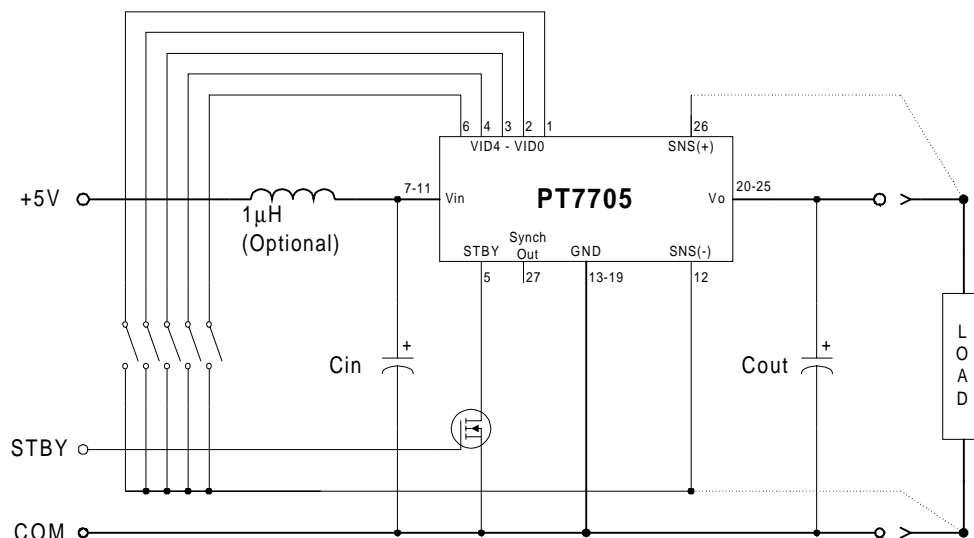 6 4 3 2 1
26
VID4 - VID0
SNS(+)
+5V
7-11
Vin
PT7705
Vo
20-25
1µH
(Optional)
STBY
Synch
Out
GND
SNS(-)
5
27
13-19
12
+
Cin
+
Cout
L
O
A
D
STBY
COM